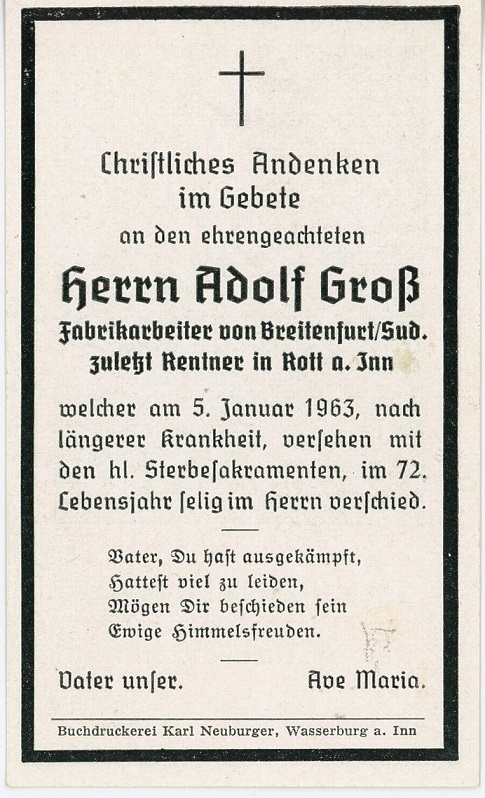 Christliches Andenken
im Gebete
an den ehrengeachteten
Herrn Adolf Groß
Fabrikarbeiter von Breitenfurt/Sud.
zuletzt Rentner in Rott a. Inn
welcher am 5. Januar 1963, nach
längerer Krankheit, versehen mit
den hl. Sterbesakramenten, im 72.
Lebensjahr selig im Herrn verschied.
Vater, Du hast ausgekämpft,
Hattest viel zu leiden,
Mögen Dir beschieden sein
Ewige Himmelsfreuden.
Vater unser. Ave Maria.
Buchdruckerei Karl Neuburger, Wasserburg a. Inn